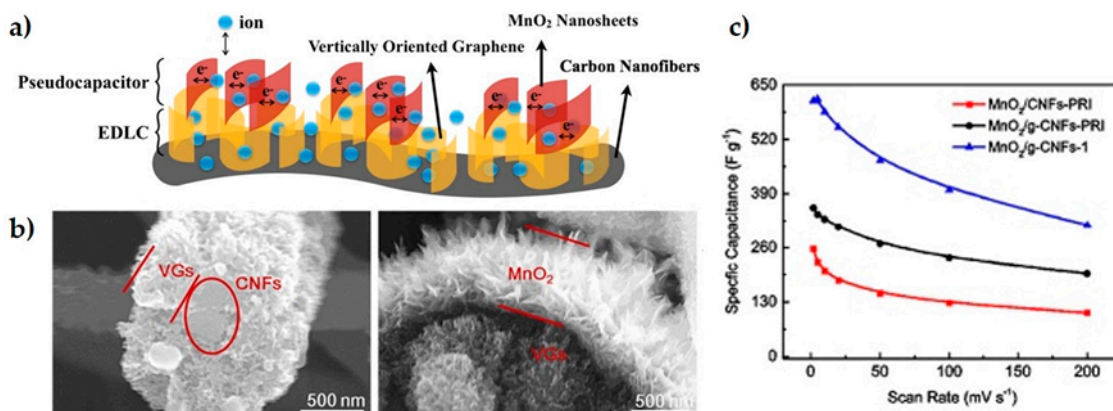 a)
ion
Pseudocapacitor
EDLC
e-
e-
e-
e-
e-
e-
e-
e-
e-
MnO₂ Nanosheets
Vertically Oriented Graphene
Carbon Nanofibers
b)
VGs
CNFs
500 nm
MnO₂
VGs
500 nm
c)
Specfic Capacitance (F g⁻¹)
650
520
390
260
130
0
MnO₂/CNFs-PRI
MnO₂/g-CNFs-PRI
MnO₂/g-CNFs-1
0
50
100
150
200
Scan Rate (mV s⁻¹)